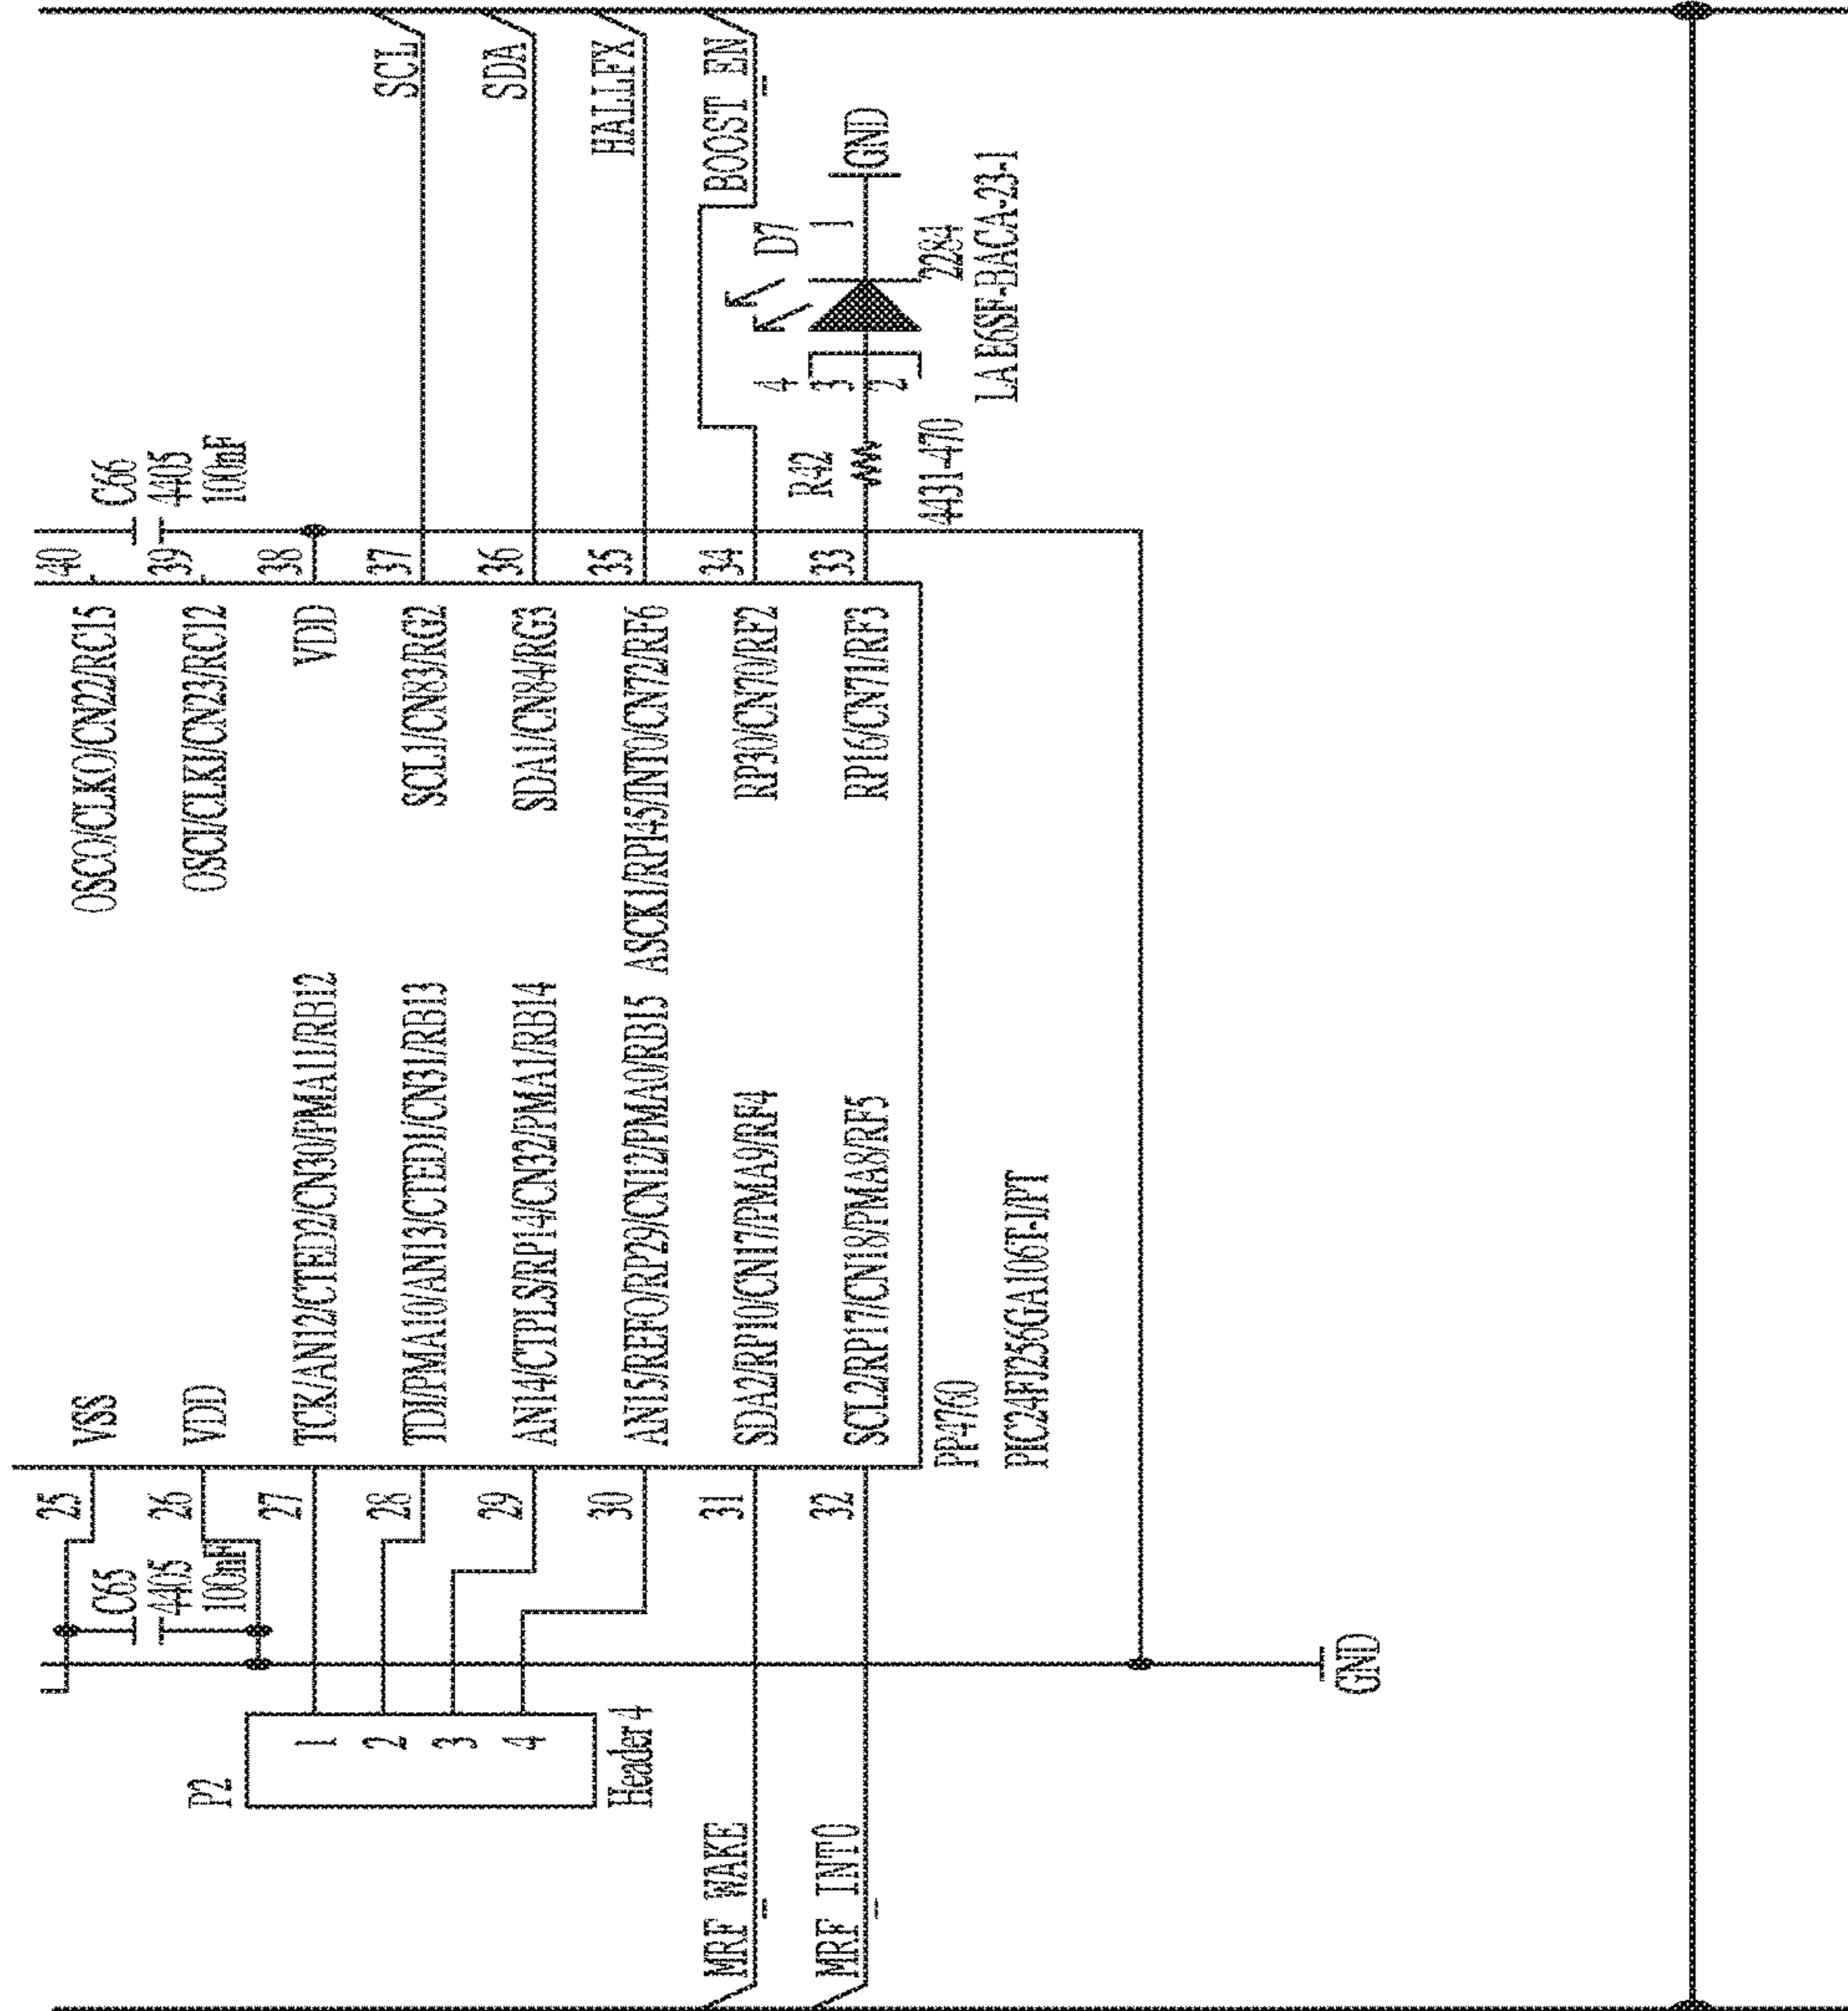 25
VSS
OSCO/CLKO/CN22/RC15
40
C65
4405
100nF
26
VDD
OSCI/CLKI/CN23/RC12
39
C66
4405
100nF
27
TCK/AN12/CTED2/CN30/PMA11/RB12
VDD
38
28
TDI/PMA10/AN13/CTED1/CN31/RB13
SCL1/CN83/RG2
37
SCL
29
AN14/CTPLS/RP14/CN32/PMA1/RB14
SDA1/CN84/RG3
36
SDA
30
AN15/REFO/RP29/CN12/PMA0/RB15
ASCK1/RPI45/INT0/CN72/RF6
35
HALLFX
P2
1
2
3
4
Header 4
MRF_WAKE
31
SDA2/RP10/CN17/PMA9/RF4
RP30/CN70/RF2
34
BOOST_EN
MRF_INT0
32
SCL2/RP17/CN18/PMA8/RF5
RP16/CN71/RF3
33
R42
4431-470
4
3
2
D7
1
GND
2284
LA E6SF-BACA-23-1
PP4760
PIC24FJ256GA106T-I/PT
GND